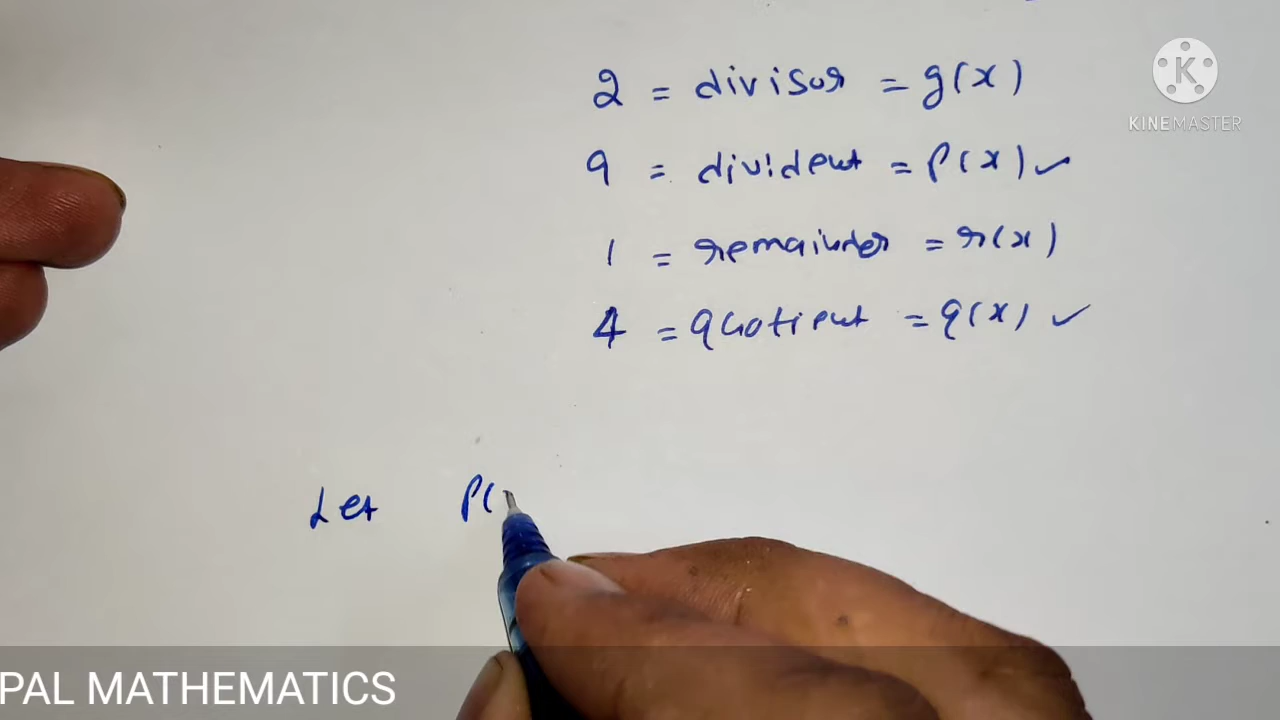 2 = divisor = g(x)
KINEMASTER
9 = divident = P(x) ✓
1 = remainder = r(x)
4 = quotient = q(x) ✓
Let P(
PAL MATHEMATICS